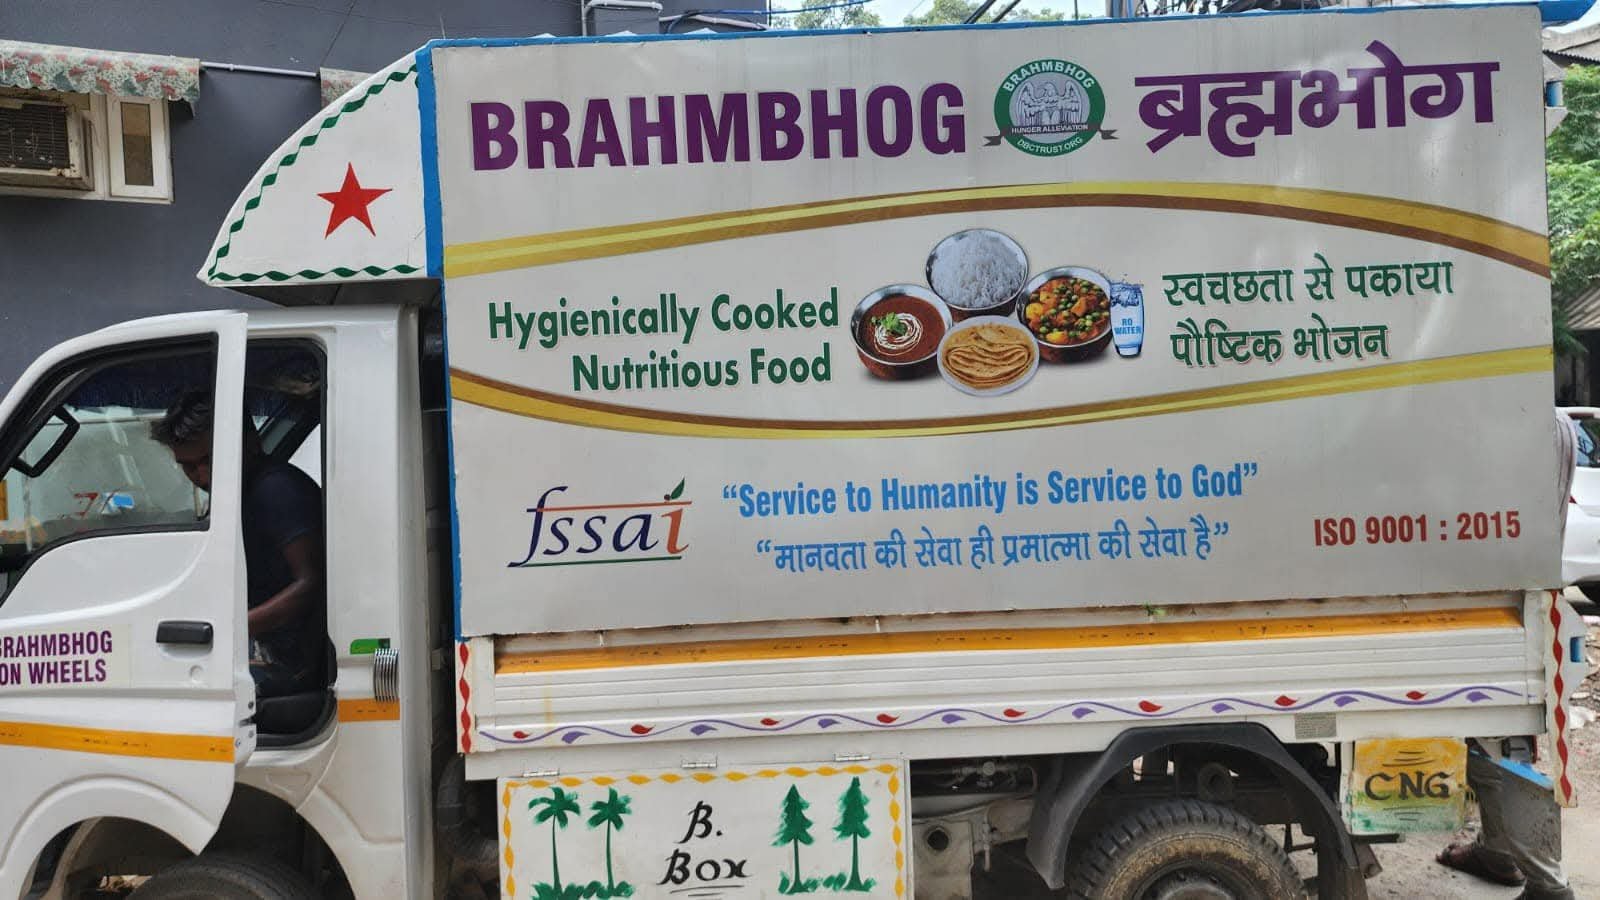 BRAHMBHOG
BRAHMBHOG
HUNGER ALLEVIATION
DBCTRUST.ORG
ब्रह्मभोग
Hygienically Cooked
Nutritious Food
RO
WATER
स्वचछता से पकाया
पौष्टिक भोजन
fssai
“Service to Humanity is Service to God”
“मानवता की सेवा ही प्रमात्मा की सेवा है”
ISO 9001 : 2015
BRAHMBHOG
ON WHEELS
B.
BOX
CNG